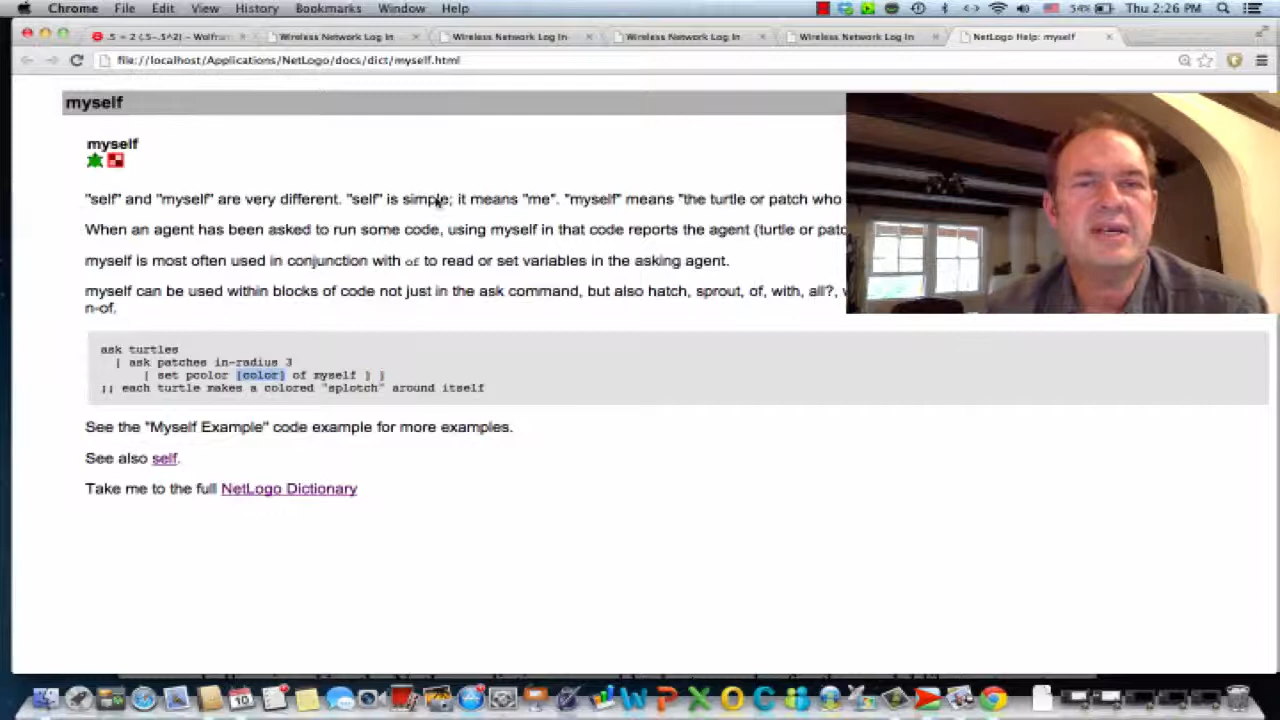 Chrome File Edit View History Bookmarks Window Help 54% Thu 2:26 PM
.5 = 2 (.5-.5^2) - Wolfra Wireless Network Log In Wireless Network Log In Wireless Network Log In Wireless Network Log In NetLogo Help: myself
file://localhost/Applications/NetLogo/docs/dict/myself.html
myself
myself
"self" and "myself" are very different. "self" is simple; it means "me". "myself" means "the turtle or patch who
When an agent has been asked to run some code, using myself in that code reports the agent (turtle or patc
myself is most often used in conjunction with of to read or set variables in the asking agent.
myself can be used within blocks of code not just in the ask command, but also hatch, sprout, of, with, all?,
n-of.
ask turtles
[ ask patches in-radius 3
[ set pcolor [color] of myself ] ]
;; each turtle makes a colored "splotch" around itself
See the "Myself Example" code example for more examples.
See also self.
Take me to the full NetLogo Dictionary